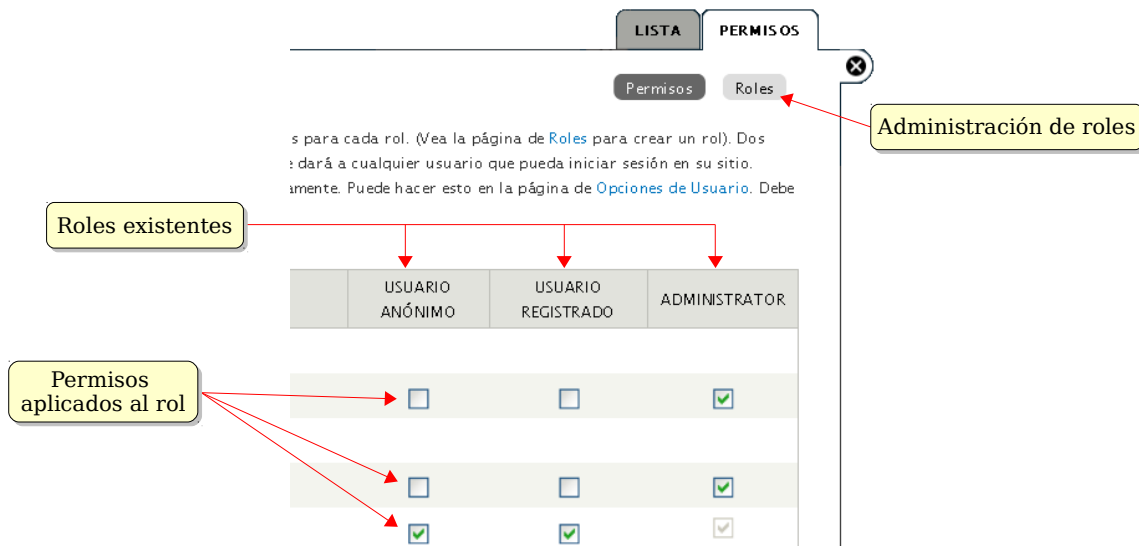 LISTA
PERMISOS
Permisos
Roles
Administración de roles
s para cada rol. (Vea la página de Roles para crear un rol). Dos
e dará a cualquier usuario que pueda iniciar sesión en su sitio.
amente. Puede hacer esto en la página de Opciones de Usuario. Debe
Roles existentes
USUARIO
ANÓNIMO
USUARIO
REGISTRADO
ADMINISTRATOR
Permisos
aplicados al rol